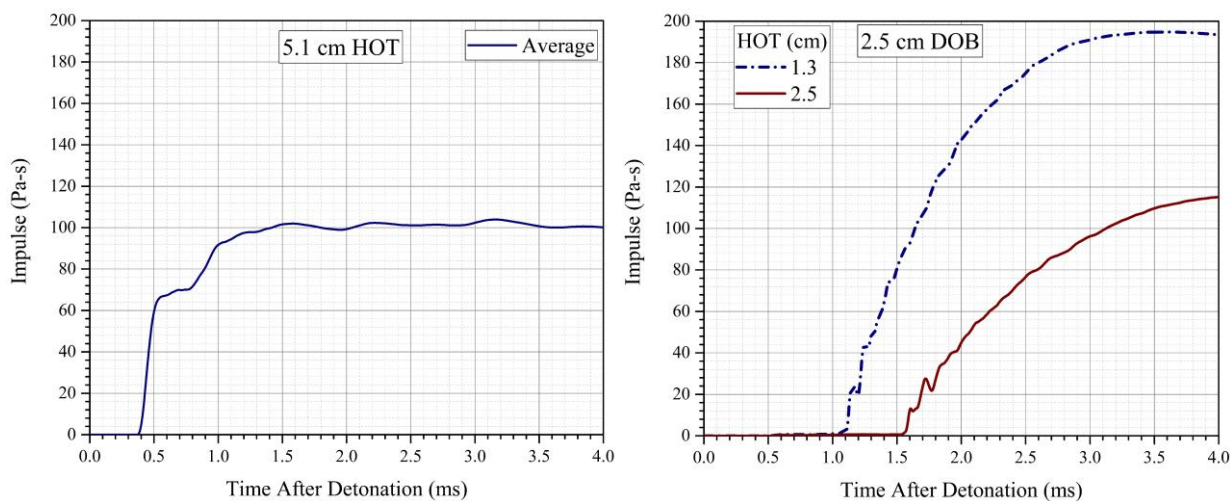 5.1 cm HOT
Average
200
180
160
140
120
100
80
60
40
20
0
Impulse (Pa-s)
0.0 0.5 1.0 1.5 2.0 2.5 3.0 3.5 4.0
Time After Detonation (ms)
HOT (cm)
1.3
2.5
2.5 cm DOB
200
180
160
140
120
100
80
60
40
20
0
Impulse (Pa-s)
0.0 0.5 1.0 1.5 2.0 2.5 3.0 3.5 4.0
Time After Detonation (ms)